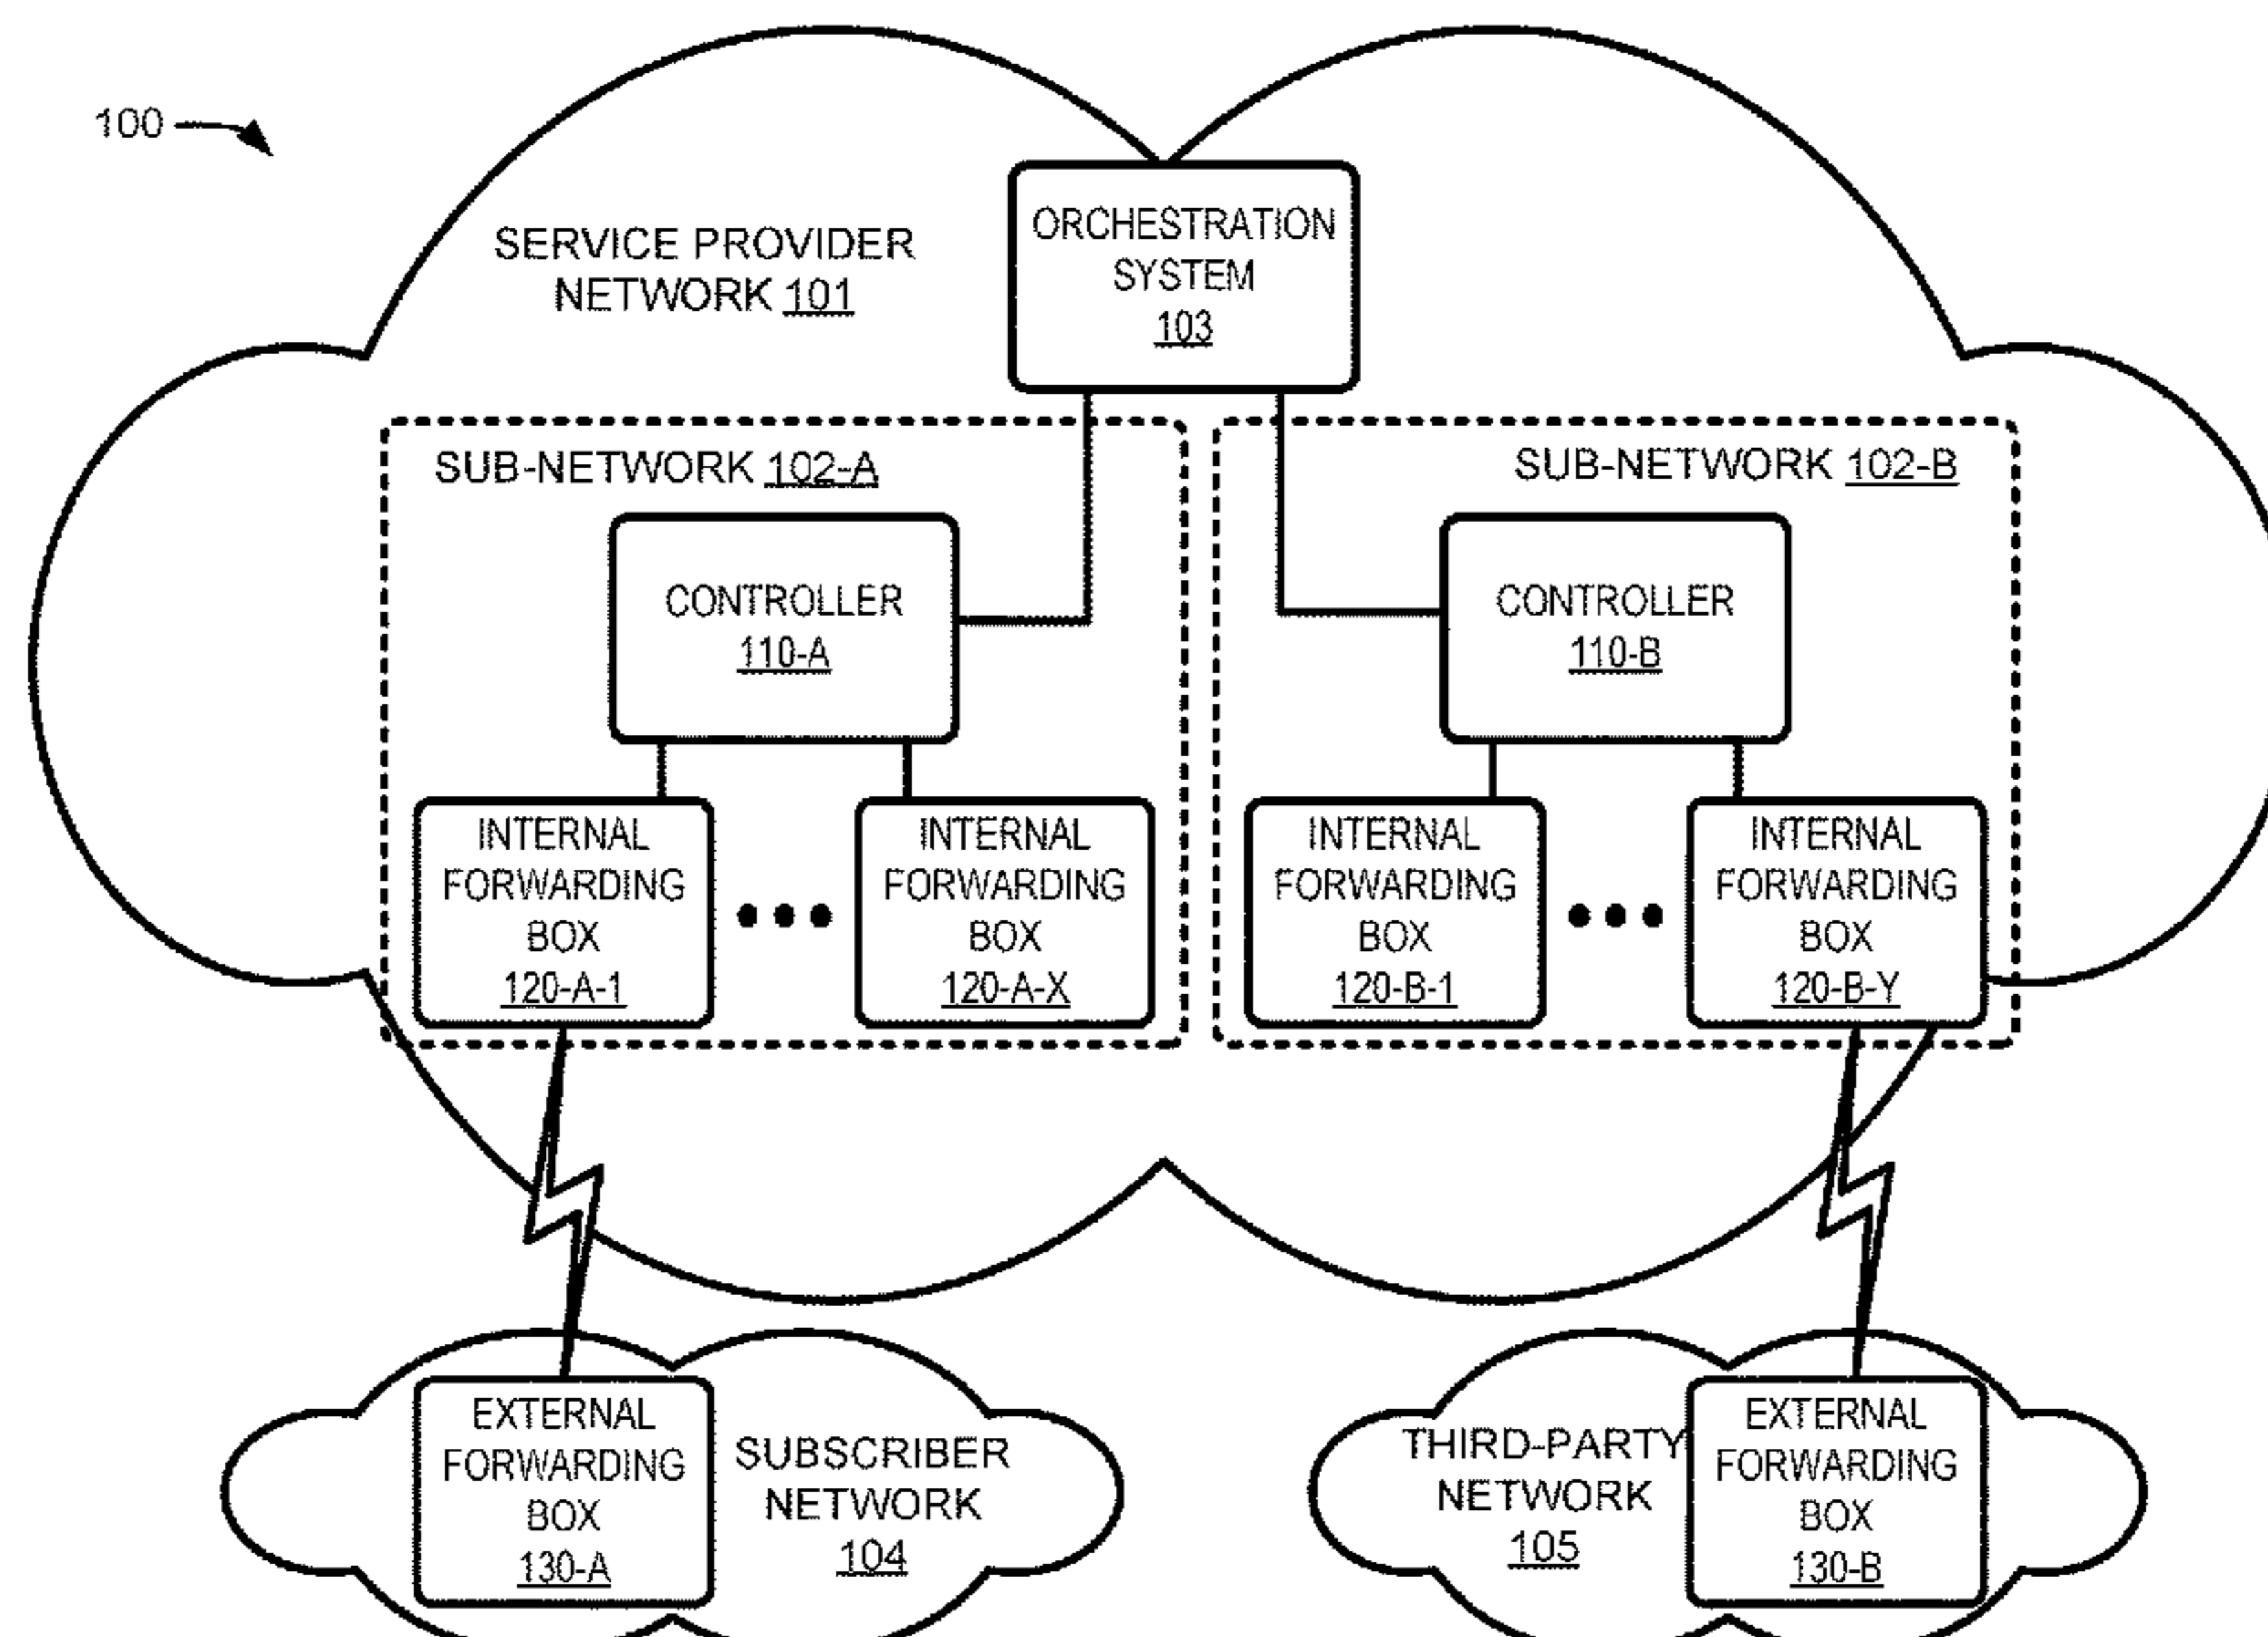 100
SERVICE PROVIDER
NETWORK 101
ORCHESTRATION
SYSTEM
103
SUB-NETWORK 102-A
SUB-NETWORK 102-B
CONTROLLER
110-A
CONTROLLER
110-B
INTERNAL
FORWARDING
BOX
120-A-1
INTERNAL
FORWARDING
BOX
120-A-X
INTERNAL
FORWARDING
BOX
120-B-1
INTERNAL
FORWARDING
BOX
120-B-Y
EXTERNAL
FORWARDING
BOX
130-A
SUBSCRIBER
NETWORK
104
THIRD-PARTY
NETWORK
105
EXTERNAL
FORWARDING
BOX
130-B